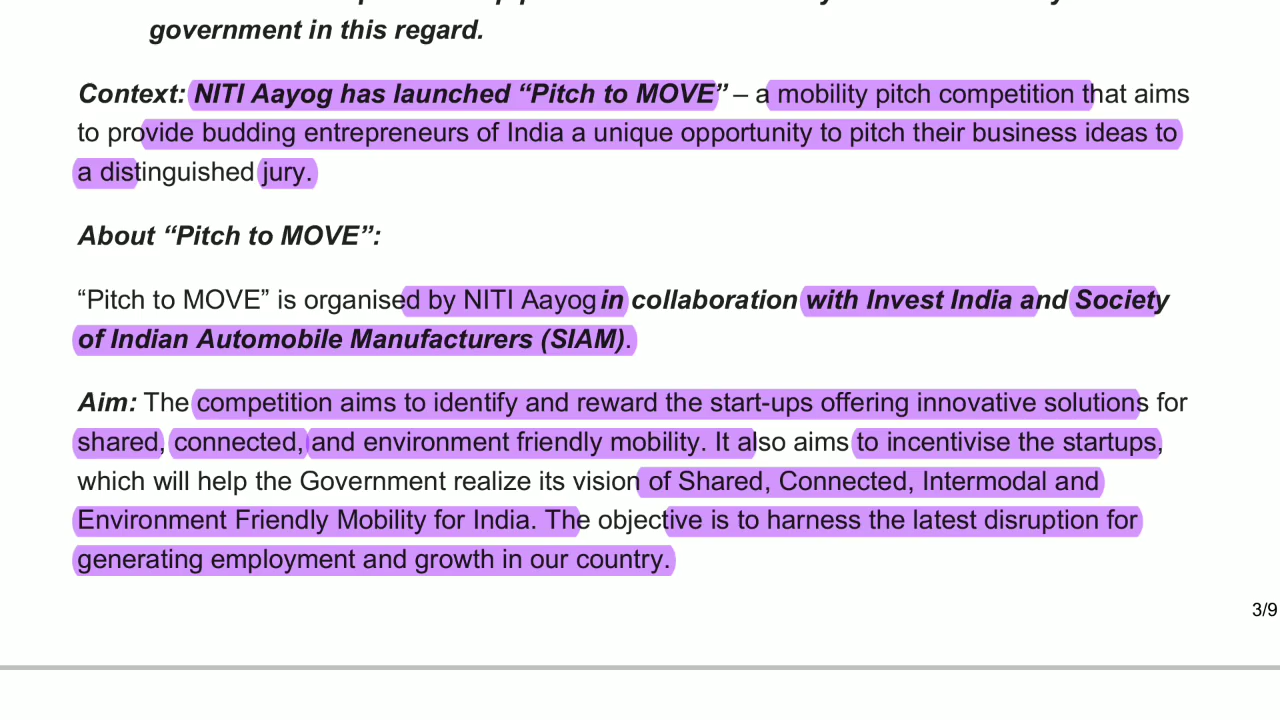 government in this regard.
Context: NITI Aayog has launched “Pitch to MOVE” – a mobility pitch competition that aims
to provide budding entrepreneurs of India a unique opportunity to pitch their business ideas to
a distinguished jury.
About “Pitch to MOVE”:
“Pitch to MOVE” is organised by NITI Aayog in collaboration with Invest India and Society
of Indian Automobile Manufacturers (SIAM).
Aim: The competition aims to identify and reward the start-ups offering innovative solutions for
shared, connected, and environment friendly mobility. It also aims to incentivise the startups,
which will help the Government realize its vision of Shared, Connected, Intermodal and
Environment Friendly Mobility for India. The objective is to harness the latest disruption for
generating employment and growth in our country.
3/9